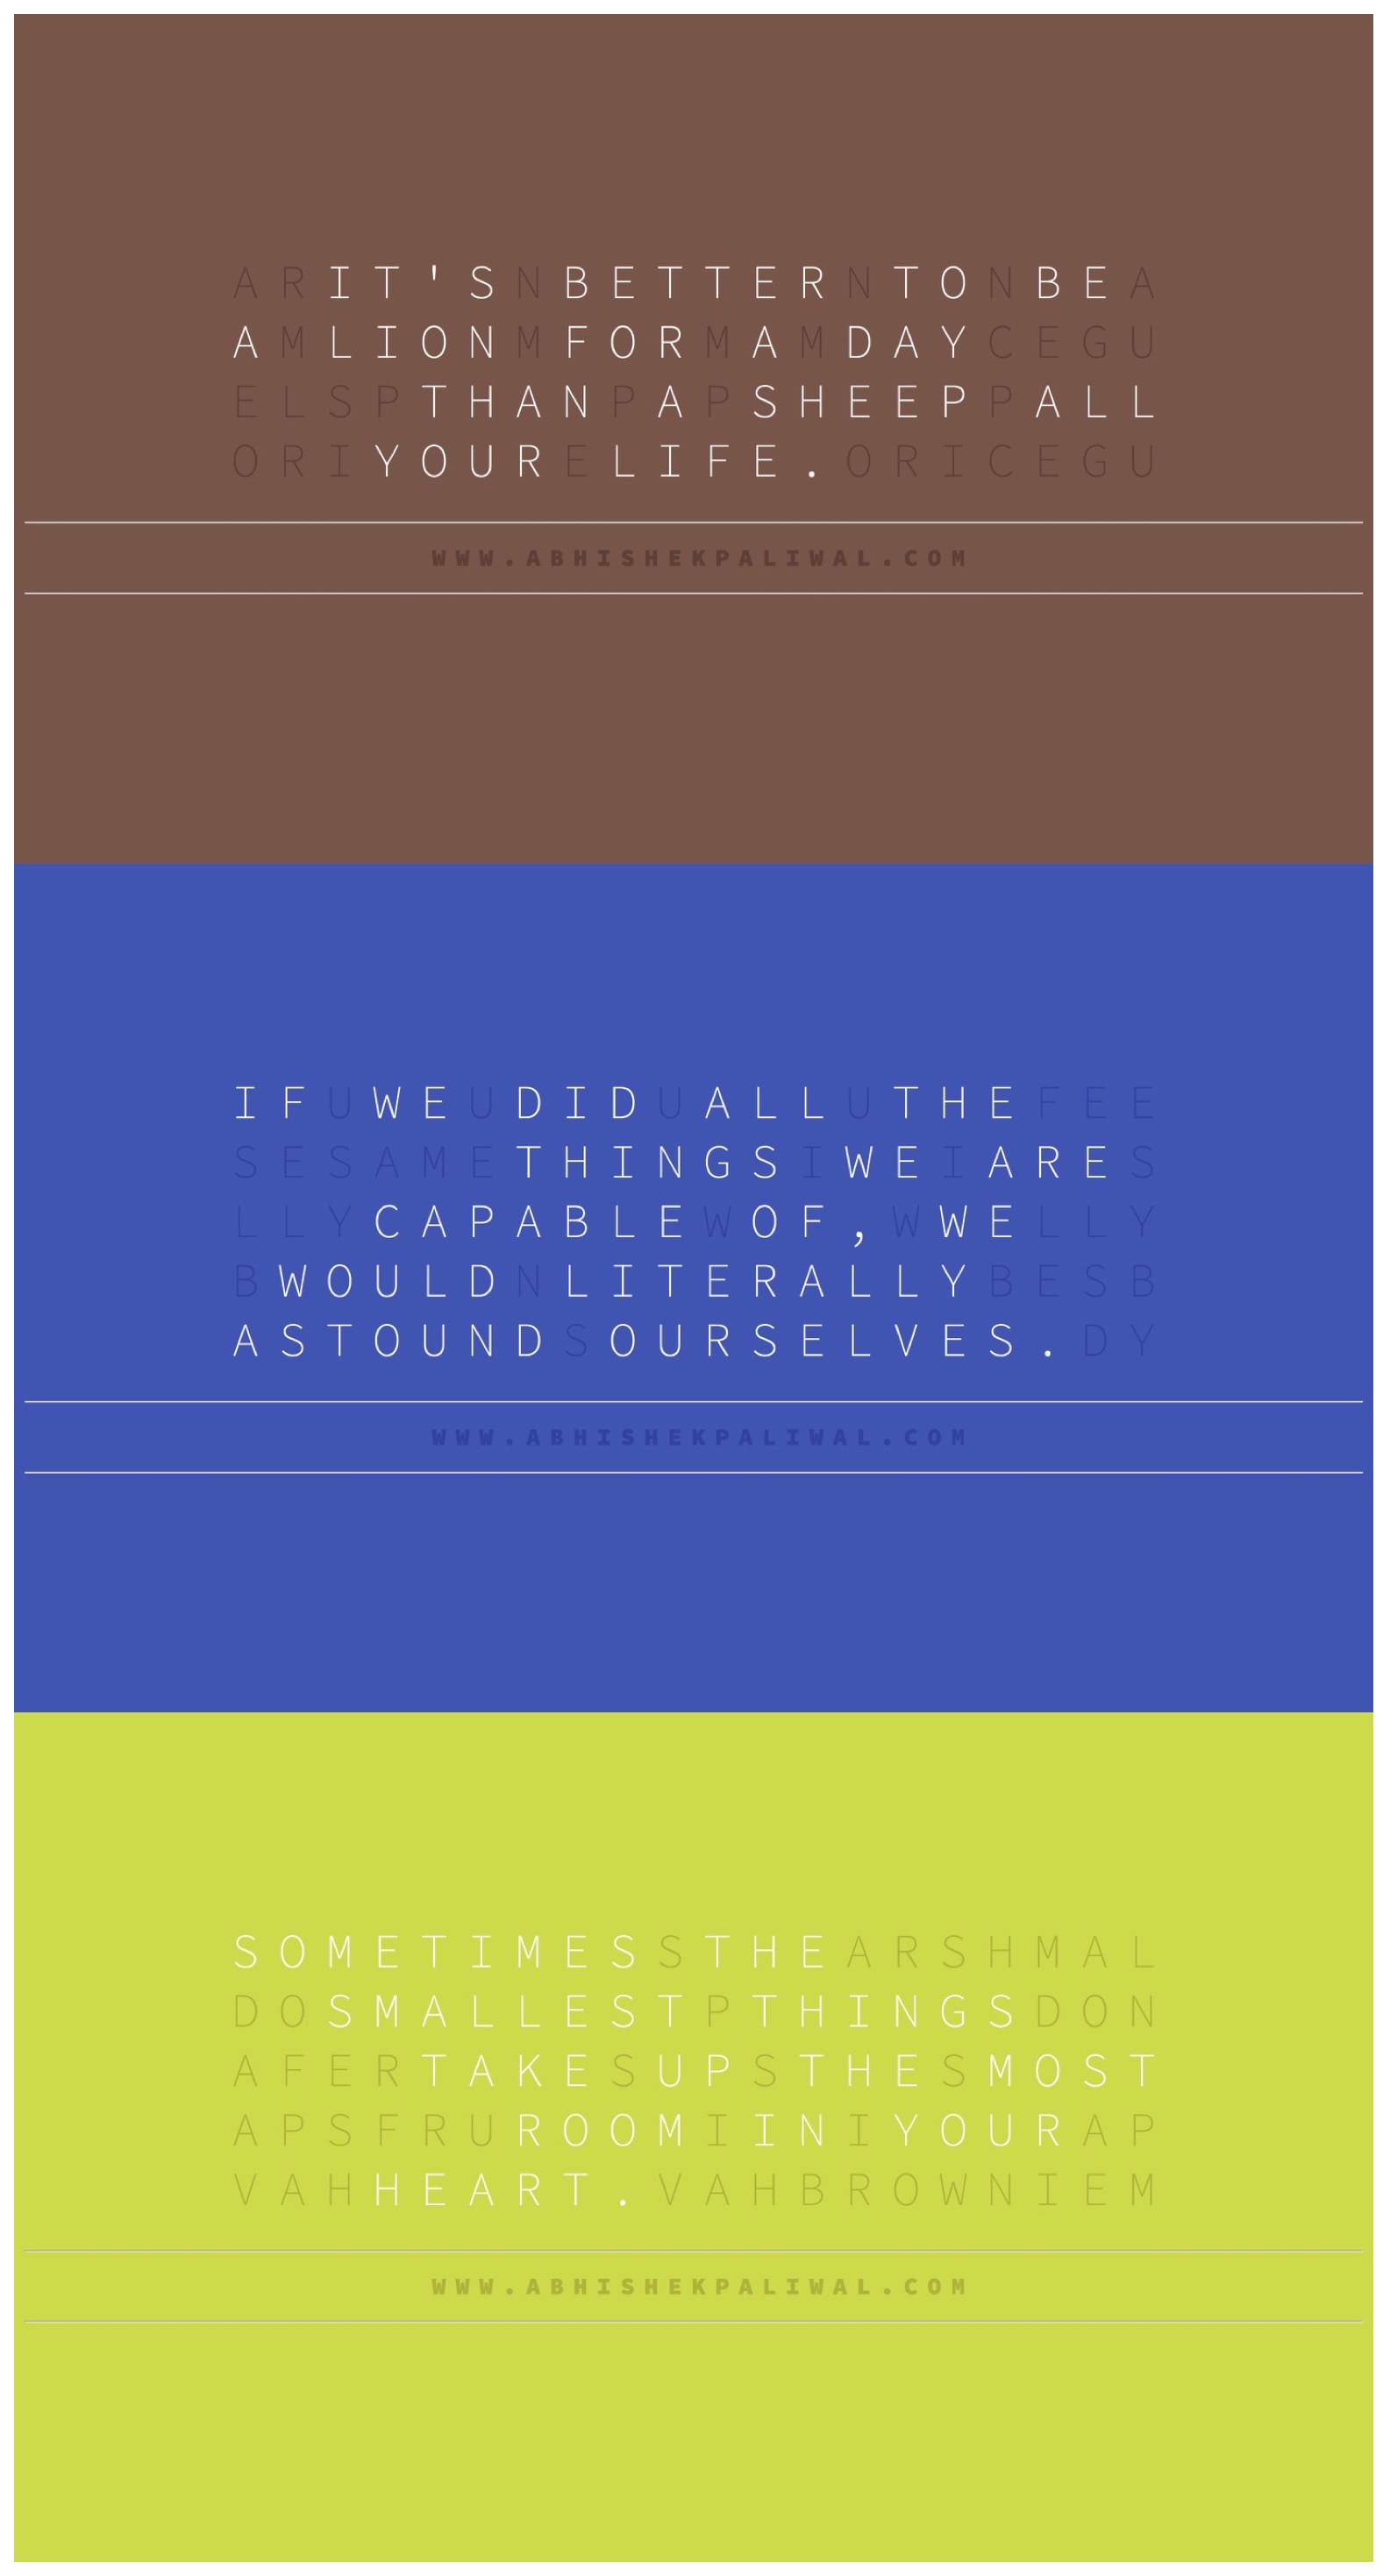 ARIT'SNBETTERNTONBEA
AMLIONMFORMAMDAYCEGU
ELSPTHANPAPSHEEPPALL
ORIYOURELIFE.ORICEGU
WWW.ABHISHEKPALIWAL.COM
IFUWEUDIDUALLUTHEFEE
SESAMETHINGSIWEIARES
LLYCAPABLEWOF,WWELLY
BWOULDNLITERALLYBESB
ASTOUNDSOURSELVES.DY
WWW.ABHISHEKPALIWAL.COM
SOMETIMESSTHEARSHMAL
DOSMALLESTPTHINGSDON
AFERTAKESUPSTHESMOST
APSFRUROOMIINIYOURAP
VAHHEART.VAHBROWNIEM
WWW.ABHISHEKPALIWAL.COM